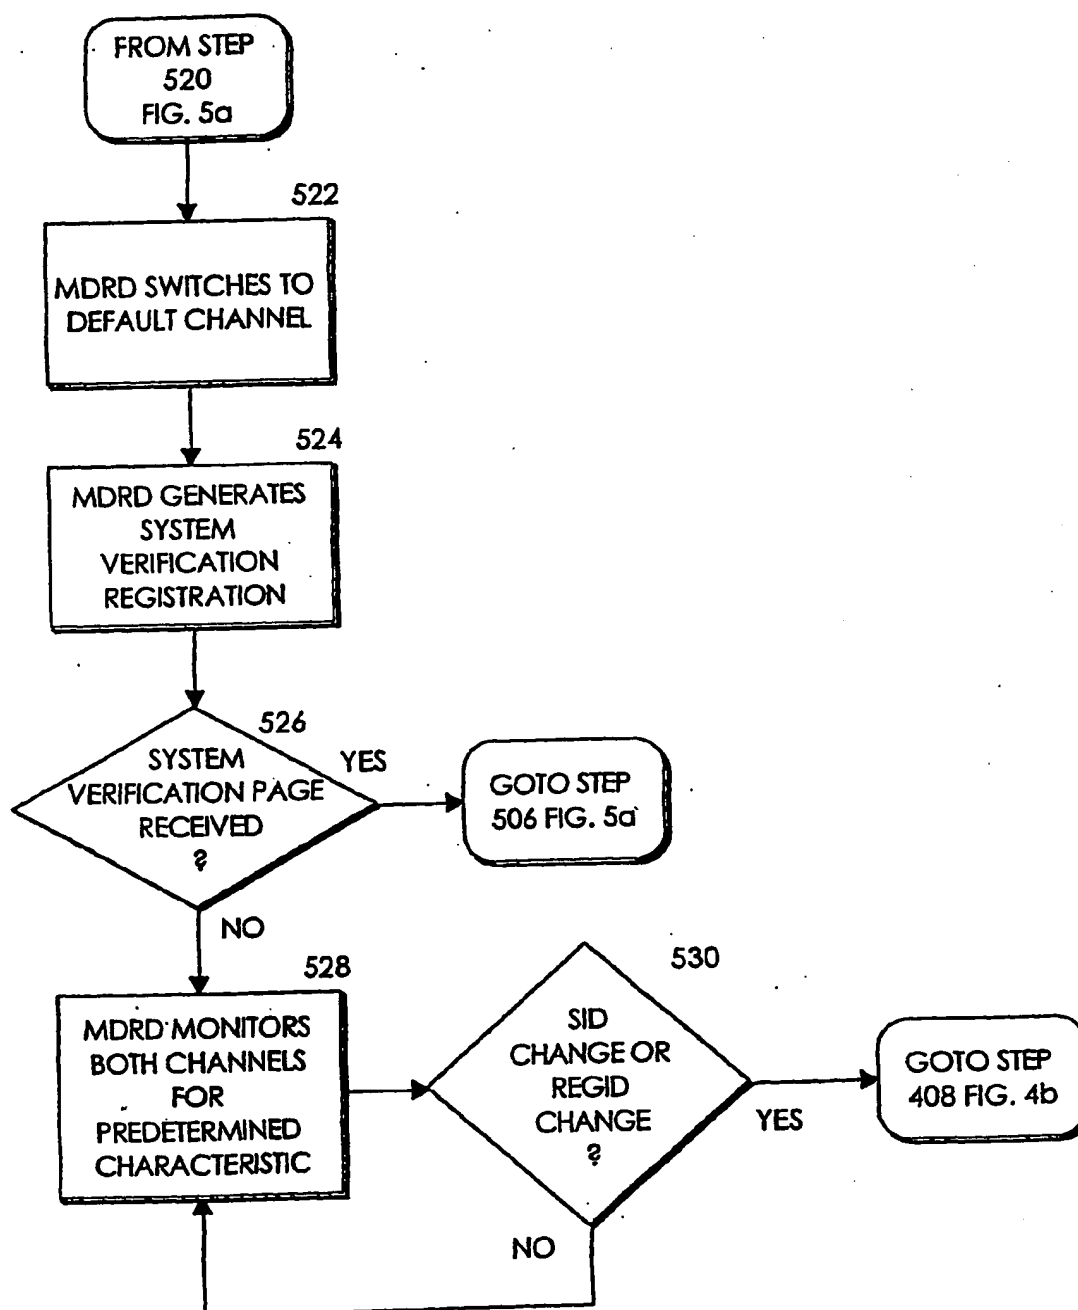 FROM STEP
520
FIG. 5a
522
MDRD SWITCHES TO
DEFAULT CHANNEL
524
MDRD GENERATES
SYSTEM
VERIFICATION
REGISTRATION
526
SYSTEM
VERIFICATION PAGE
RECEIVED
?
YES
GOTO STEP
506 FIG. 5a
NO
528
MDRD MONITORS
BOTH CHANNELS
FOR
PREDETERMINED
CHARACTERISTIC
530
SID
CHANGE OR
REGID
CHANGE
?
YES
GOTO STEP
408 FIG. 4b
NO